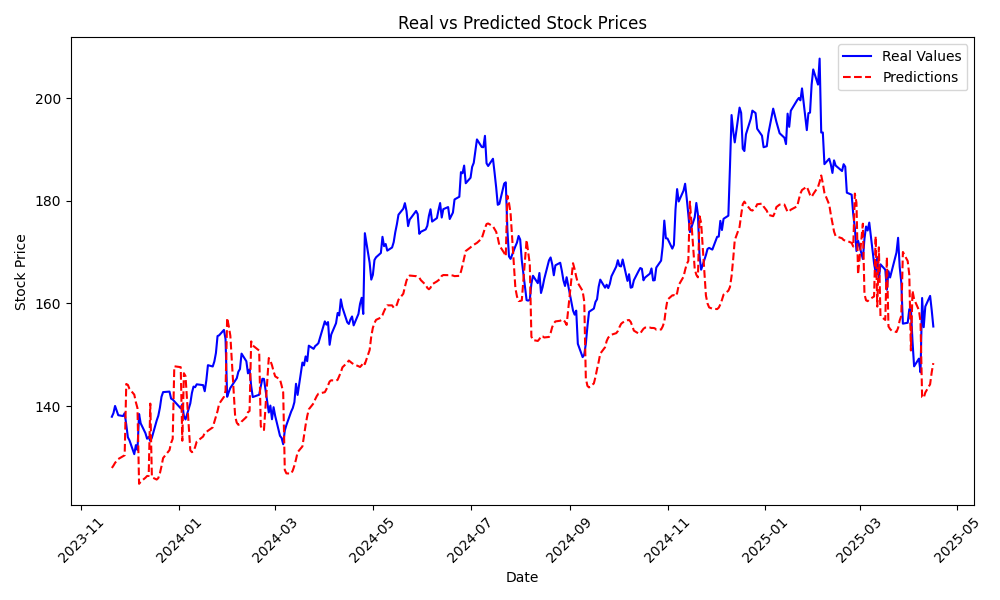 Real vs Predicted Stock Prices
Real Values
Predictions
Stock Price
200
180
160
140
2023-11
2024-01
2024-03
2024-05
2024-07
2024-09
2024-11
2025-01
2025-03
2025-05
Date